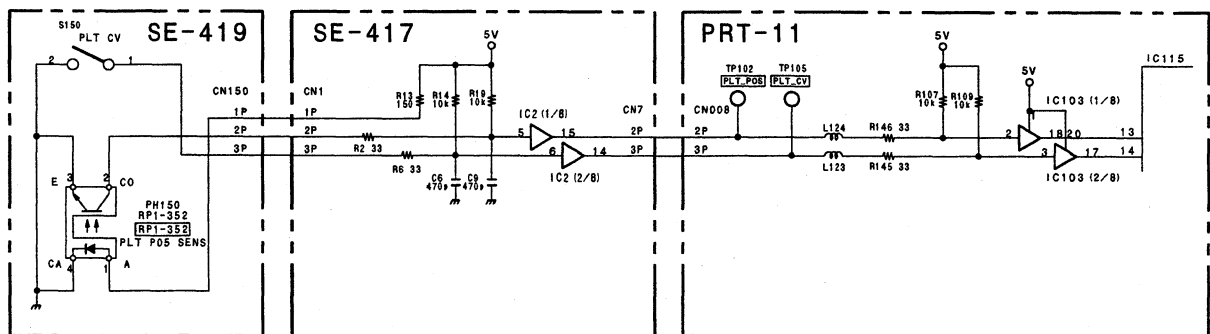 SE-419
S150
PLT CV
2
1
CN150
1P
2P
3P
E
3
2
CO
PH150
RP1-352
RP1-352
PLT P05 SENS
CA
4
1
A
SE-417
5V
CN1
1P
2P
3P
R13
150
R14
10k
R19
10k
R2 33
R6 33
C6
470p
C9
470p
IC2 (1/8)
5
15
6
14
IC2 (2/8)
CN7
2P
3P
PRT-11
CN008
2P
3P
TP102
PLT_POS
TP105
PLT_CV
L124
R146 33
L123
R145 33
5V
R107
10k
R109
10k
5V
IC103 (1/8)
2
18
20
3
17
IC103 (2/8)
IC115
13
14